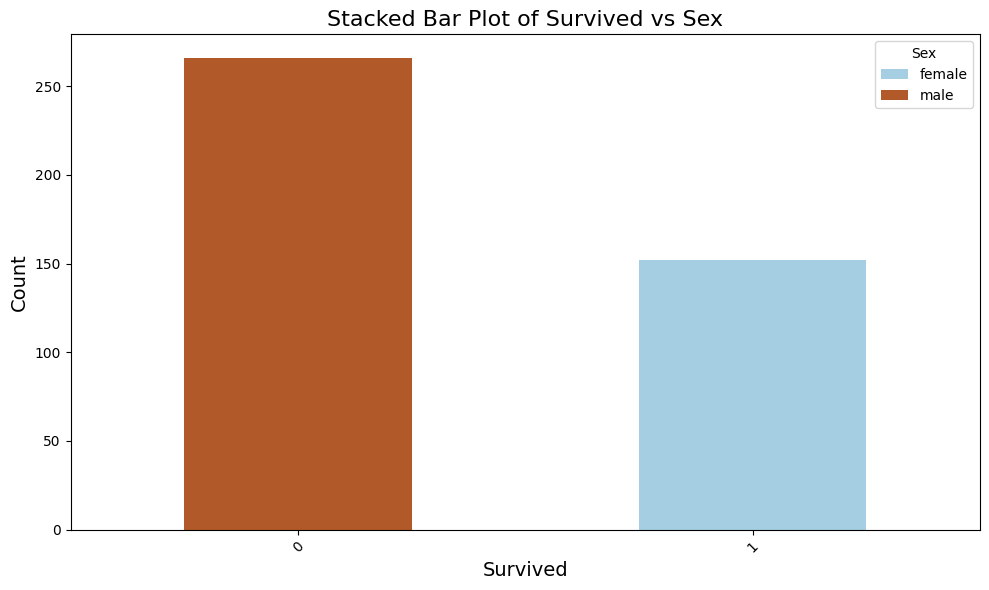 Stacked Bar Plot of Survived vs Sex
Sex
female
male
250
200
150
100
50
0
Count
0
1
Survived